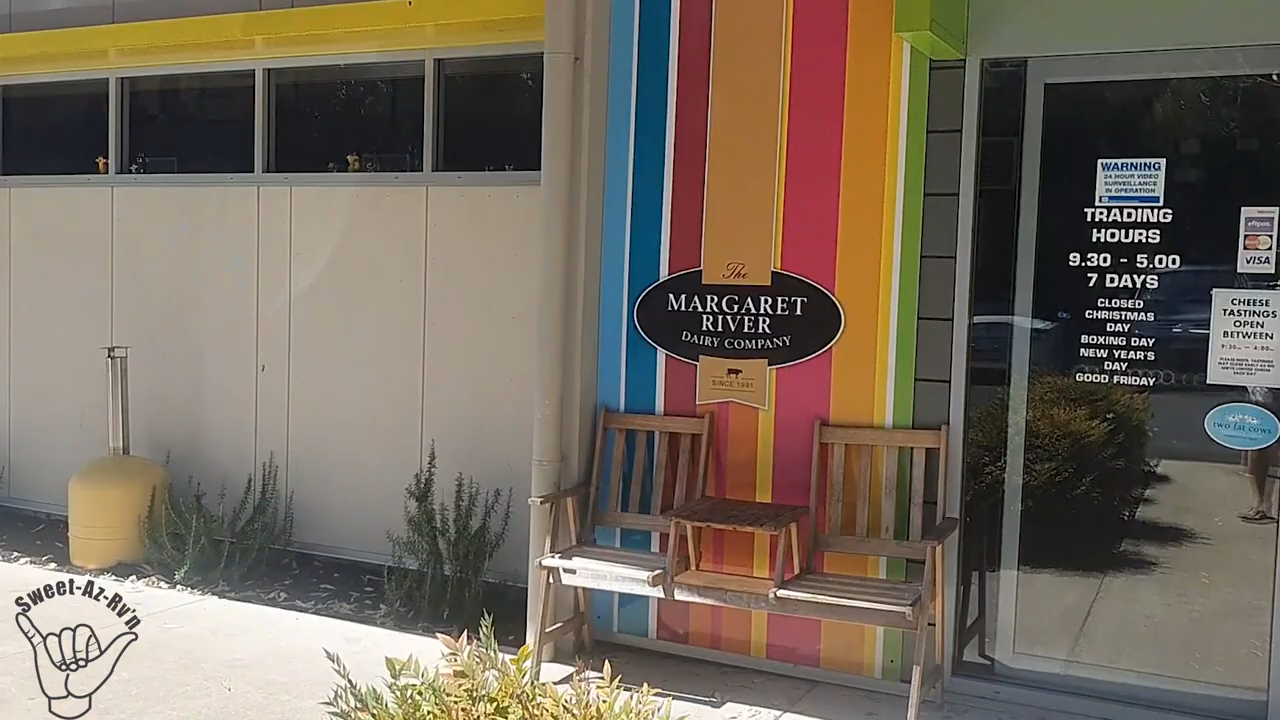 The
MARGARET
RIVER
DAIRY COMPANY
SINCE 1981
WARNING
24 HOUR VIDEO
SURVEILLANCE
IN OPERATION
TRADING
HOURS
9.30 - 5.00
7 DAYS
CLOSED
CHRISTMAS
DAY
BOXING DAY
NEW YEAR'S
DAY
GOOD FRIDAY
eftpos
VISA
CHEESE
TASTINGS
OPEN
BETWEEN
two fat cows
Sweet-Az-Rv'n